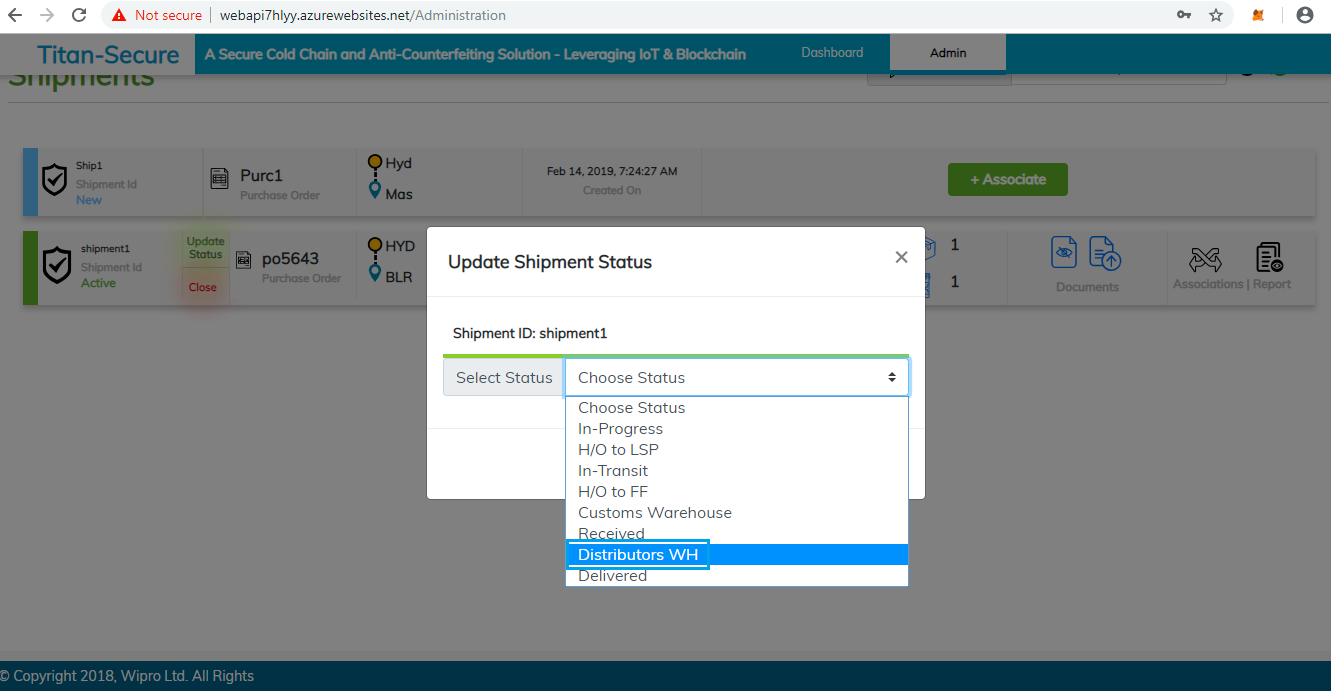 Not secure | webapi7hlyy.azurewebsites.net/Administration
Titan-Secure
A Secure Cold Chain and Anti-Counterfeiting Solution - Leveraging IoT & Blockchain
Dashboard
Admin
Shipments
Ship1
Shipment Id
New
Purc1
Purchase Order
Hyd
Mas
Feb 14, 2019, 7:24:27 AM
Created On
+ Associate
shipment1
Shipment Id
Active
Update
Status
Close
po5643
Purchase Order
HYD
BLR
1
1
Documents
Associations | Report
Update Shipment Status
×
Shipment ID: shipment1
Select Status
Choose Status
Choose Status
In-Progress
H/O to LSP
In-Transit
H/O to FF
Customs Warehouse
Received
Distributors WH
Delivered
© Copyright 2018, Wipro Ltd. All Rights